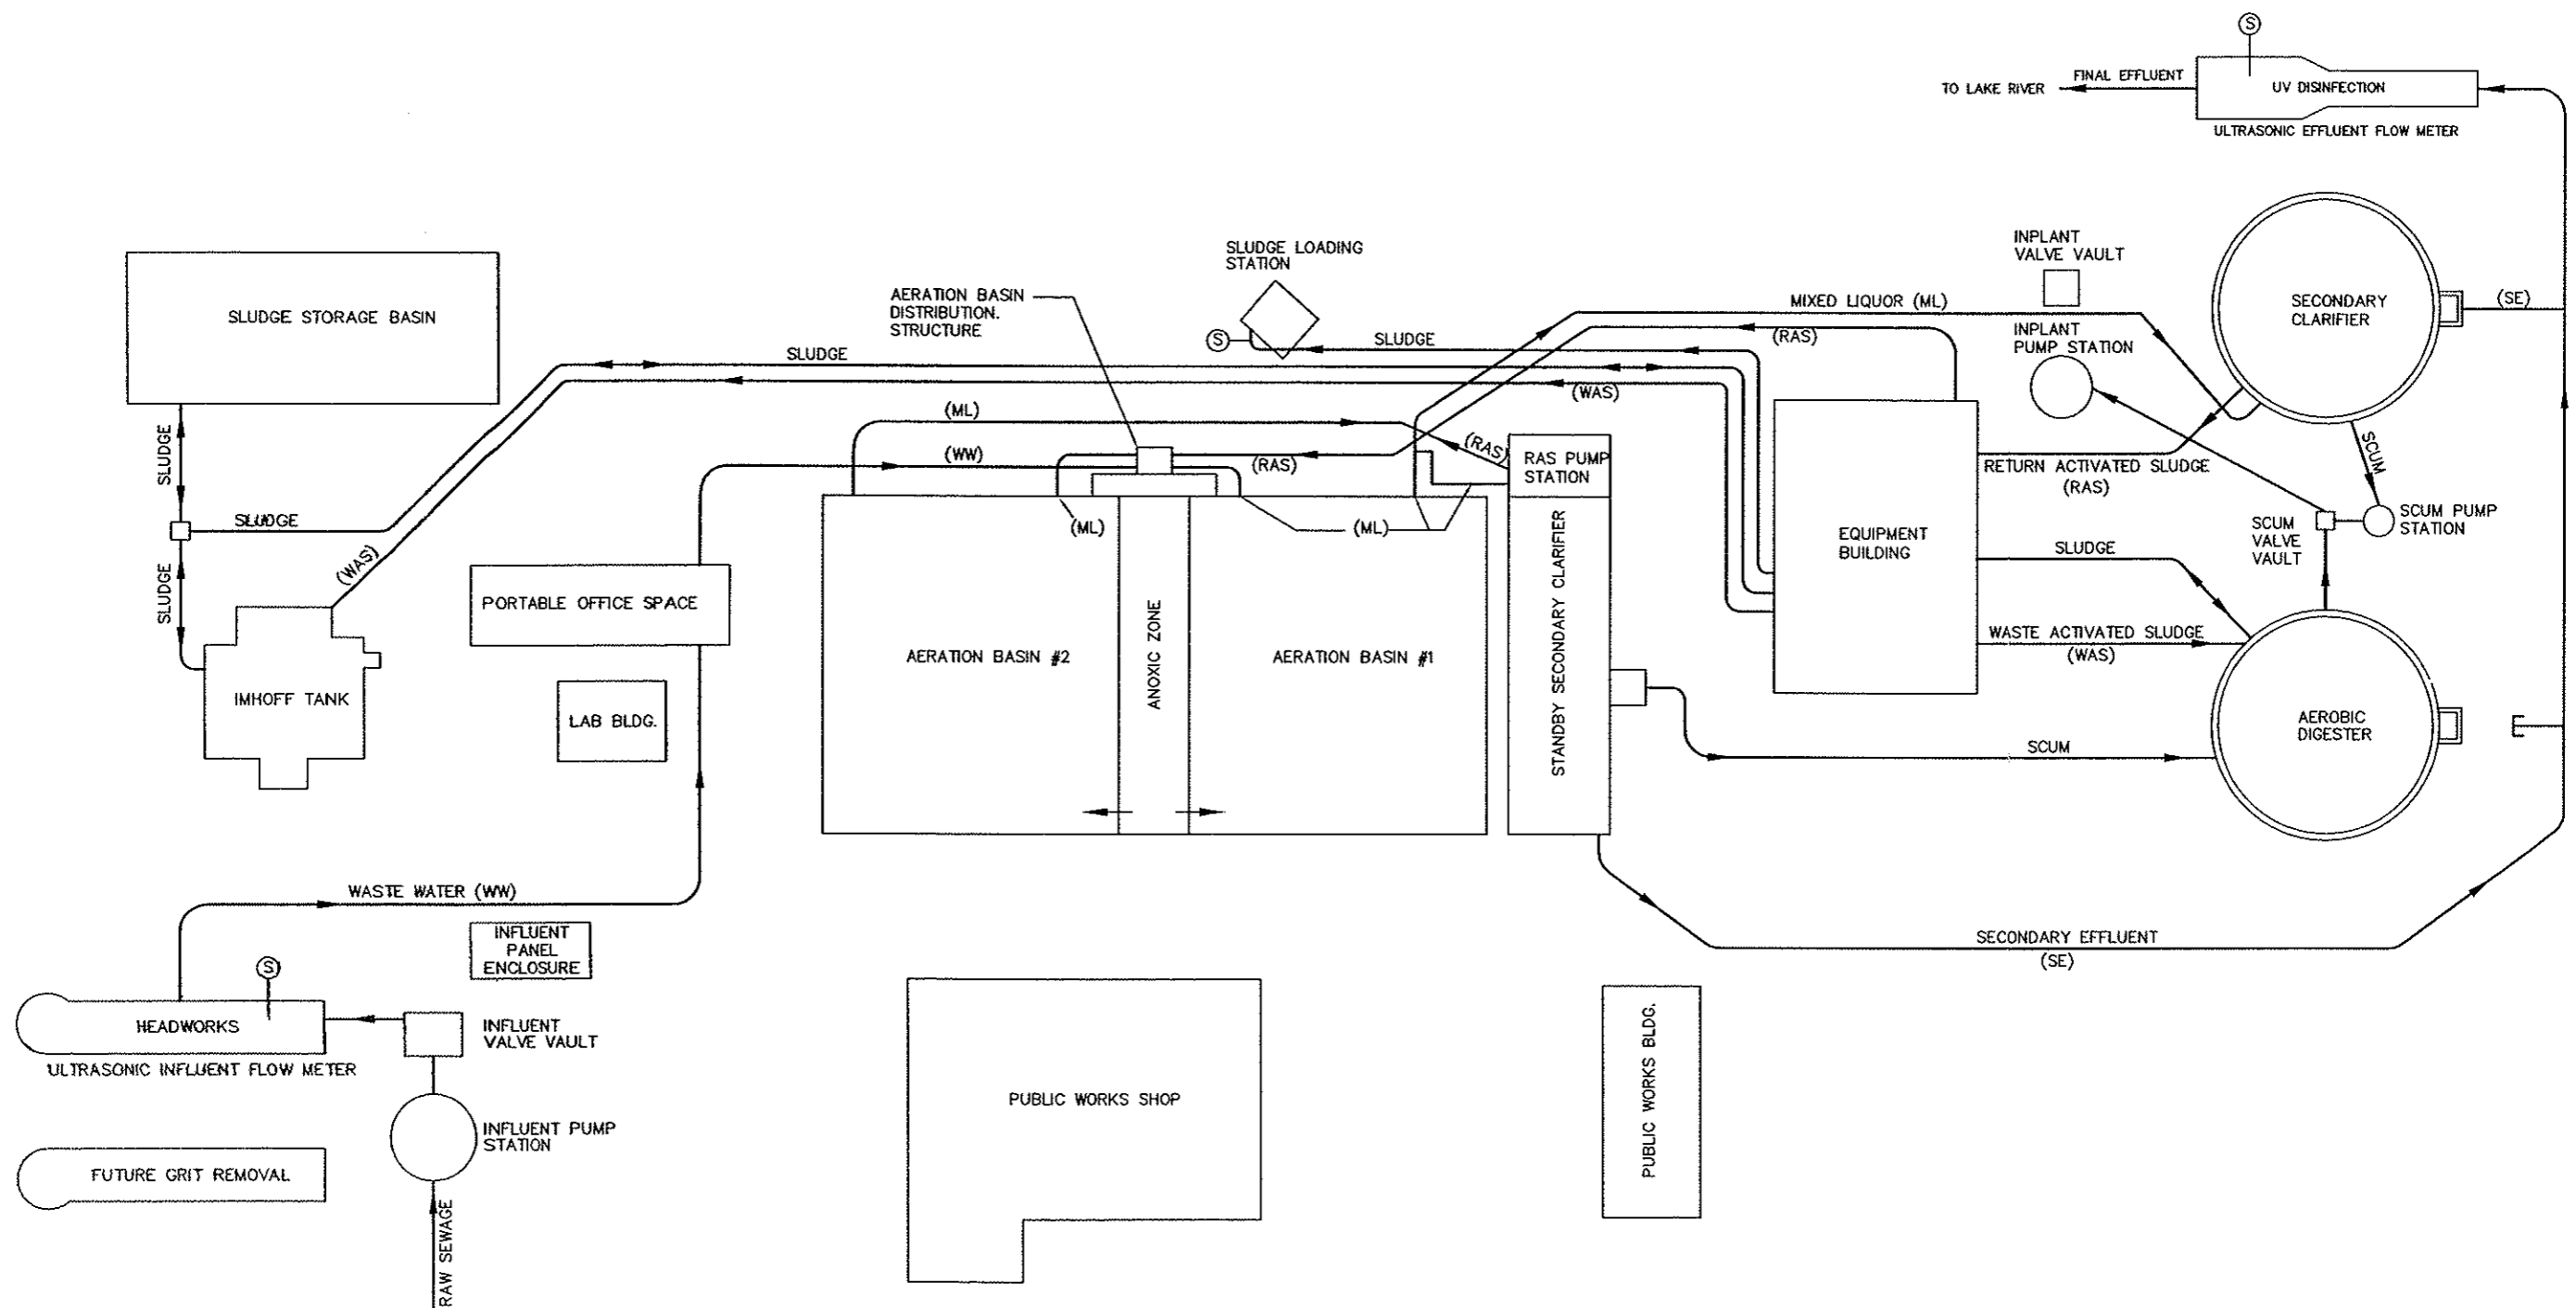 S
TO LAKE RIVER
FINAL EFFLUENT
UV DISINFECTION
ULTRASONIC EFFLUENT FLOW METER
SLUDGE STORAGE BASIN
AERATION BASIN
DISTRIBUTION.
STRUCTURE
SLUDGE LOADING
STATION
S
SLUDGE
SLUDGE
MIXED LIQUOR (ML)
(RAS)
(WAS)
INPLANT
VALVE VAULT
INPLANT
PUMP STATION
SECONDARY
CLARIFIER
(SE)
SCUM
SLUDGE
SLUDGE
SLUDGE
(WAS)
IMHOFF TANK
PORTABLE OFFICE SPACE
LAB BLDG.
(ML)
(WW)
(RAS)
(ML)
(ML)
(RAS)
AERATION BASIN #2
ANOXIC ZONE
AERATION BASIN #1
RAS PUMP
STATION
STANDBY SECONDARY CLARIFIER
EQUIPMENT
BUILDING
RETURN ACTIVATED SLUDGE
(RAS)
SLUDGE
WASTE ACTIVATED SLUDGE
(WAS)
SCUM
SCUM
VALVE
VAULT
SCUM PUMP
STATION
AEROBIC
DIGESTER
SECONDARY EFFLUENT
(SE)
WASTE WATER (WW)
INFLUENT
PANEL
ENCLOSURE
S
HEADWORKS
ULTRASONIC INFLUENT FLOW METER
INFLUENT
VALVE VAULT
INFLUENT PUMP
STATION
FUTURE GRIT REMOVAL
RAW SEWAGE
PUBLIC WORKS SHOP
PUBLIC WORKS BLDG.